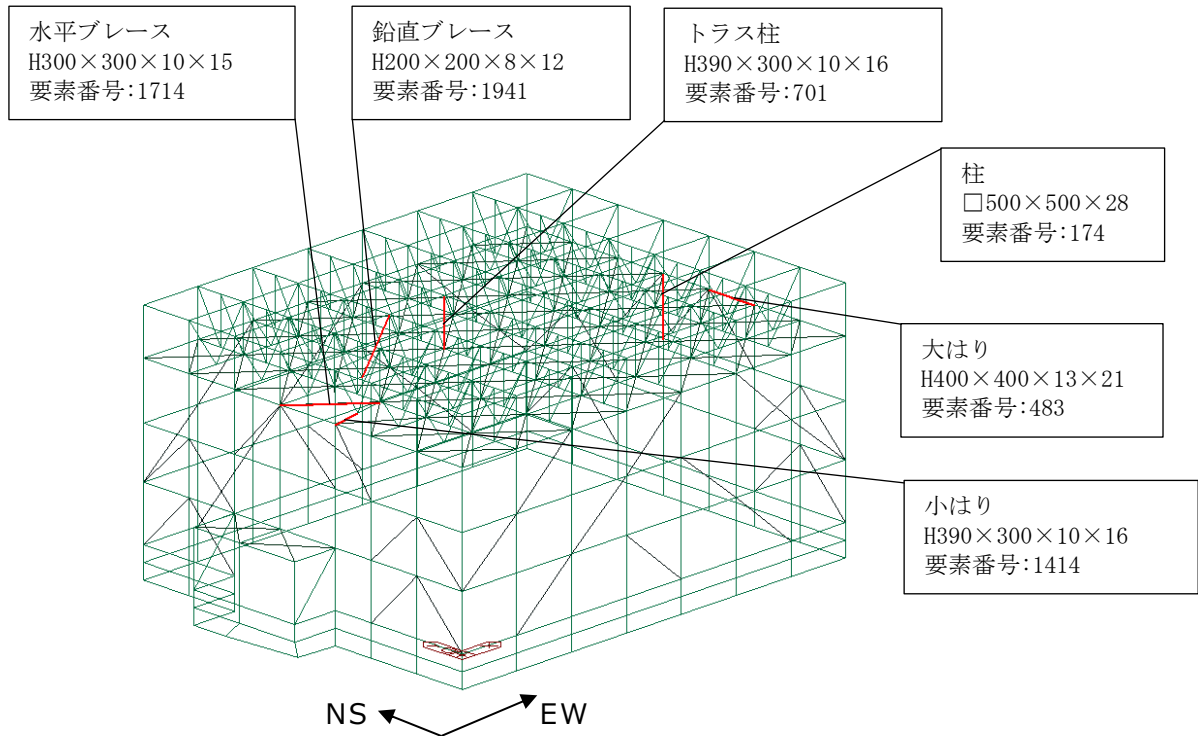 水平ブレース
H300×300×10×15
要素番号:1714
鉛直ブレース
H200×200×8×12
要素番号:1941
トラス柱
H390×300×10×16
要素番号:701
柱
□500×500×28
要素番号:174
大はり
H400×400×13×21
要素番号:483
小はり
H390×300×10×16
要素番号:1414
NS
EW